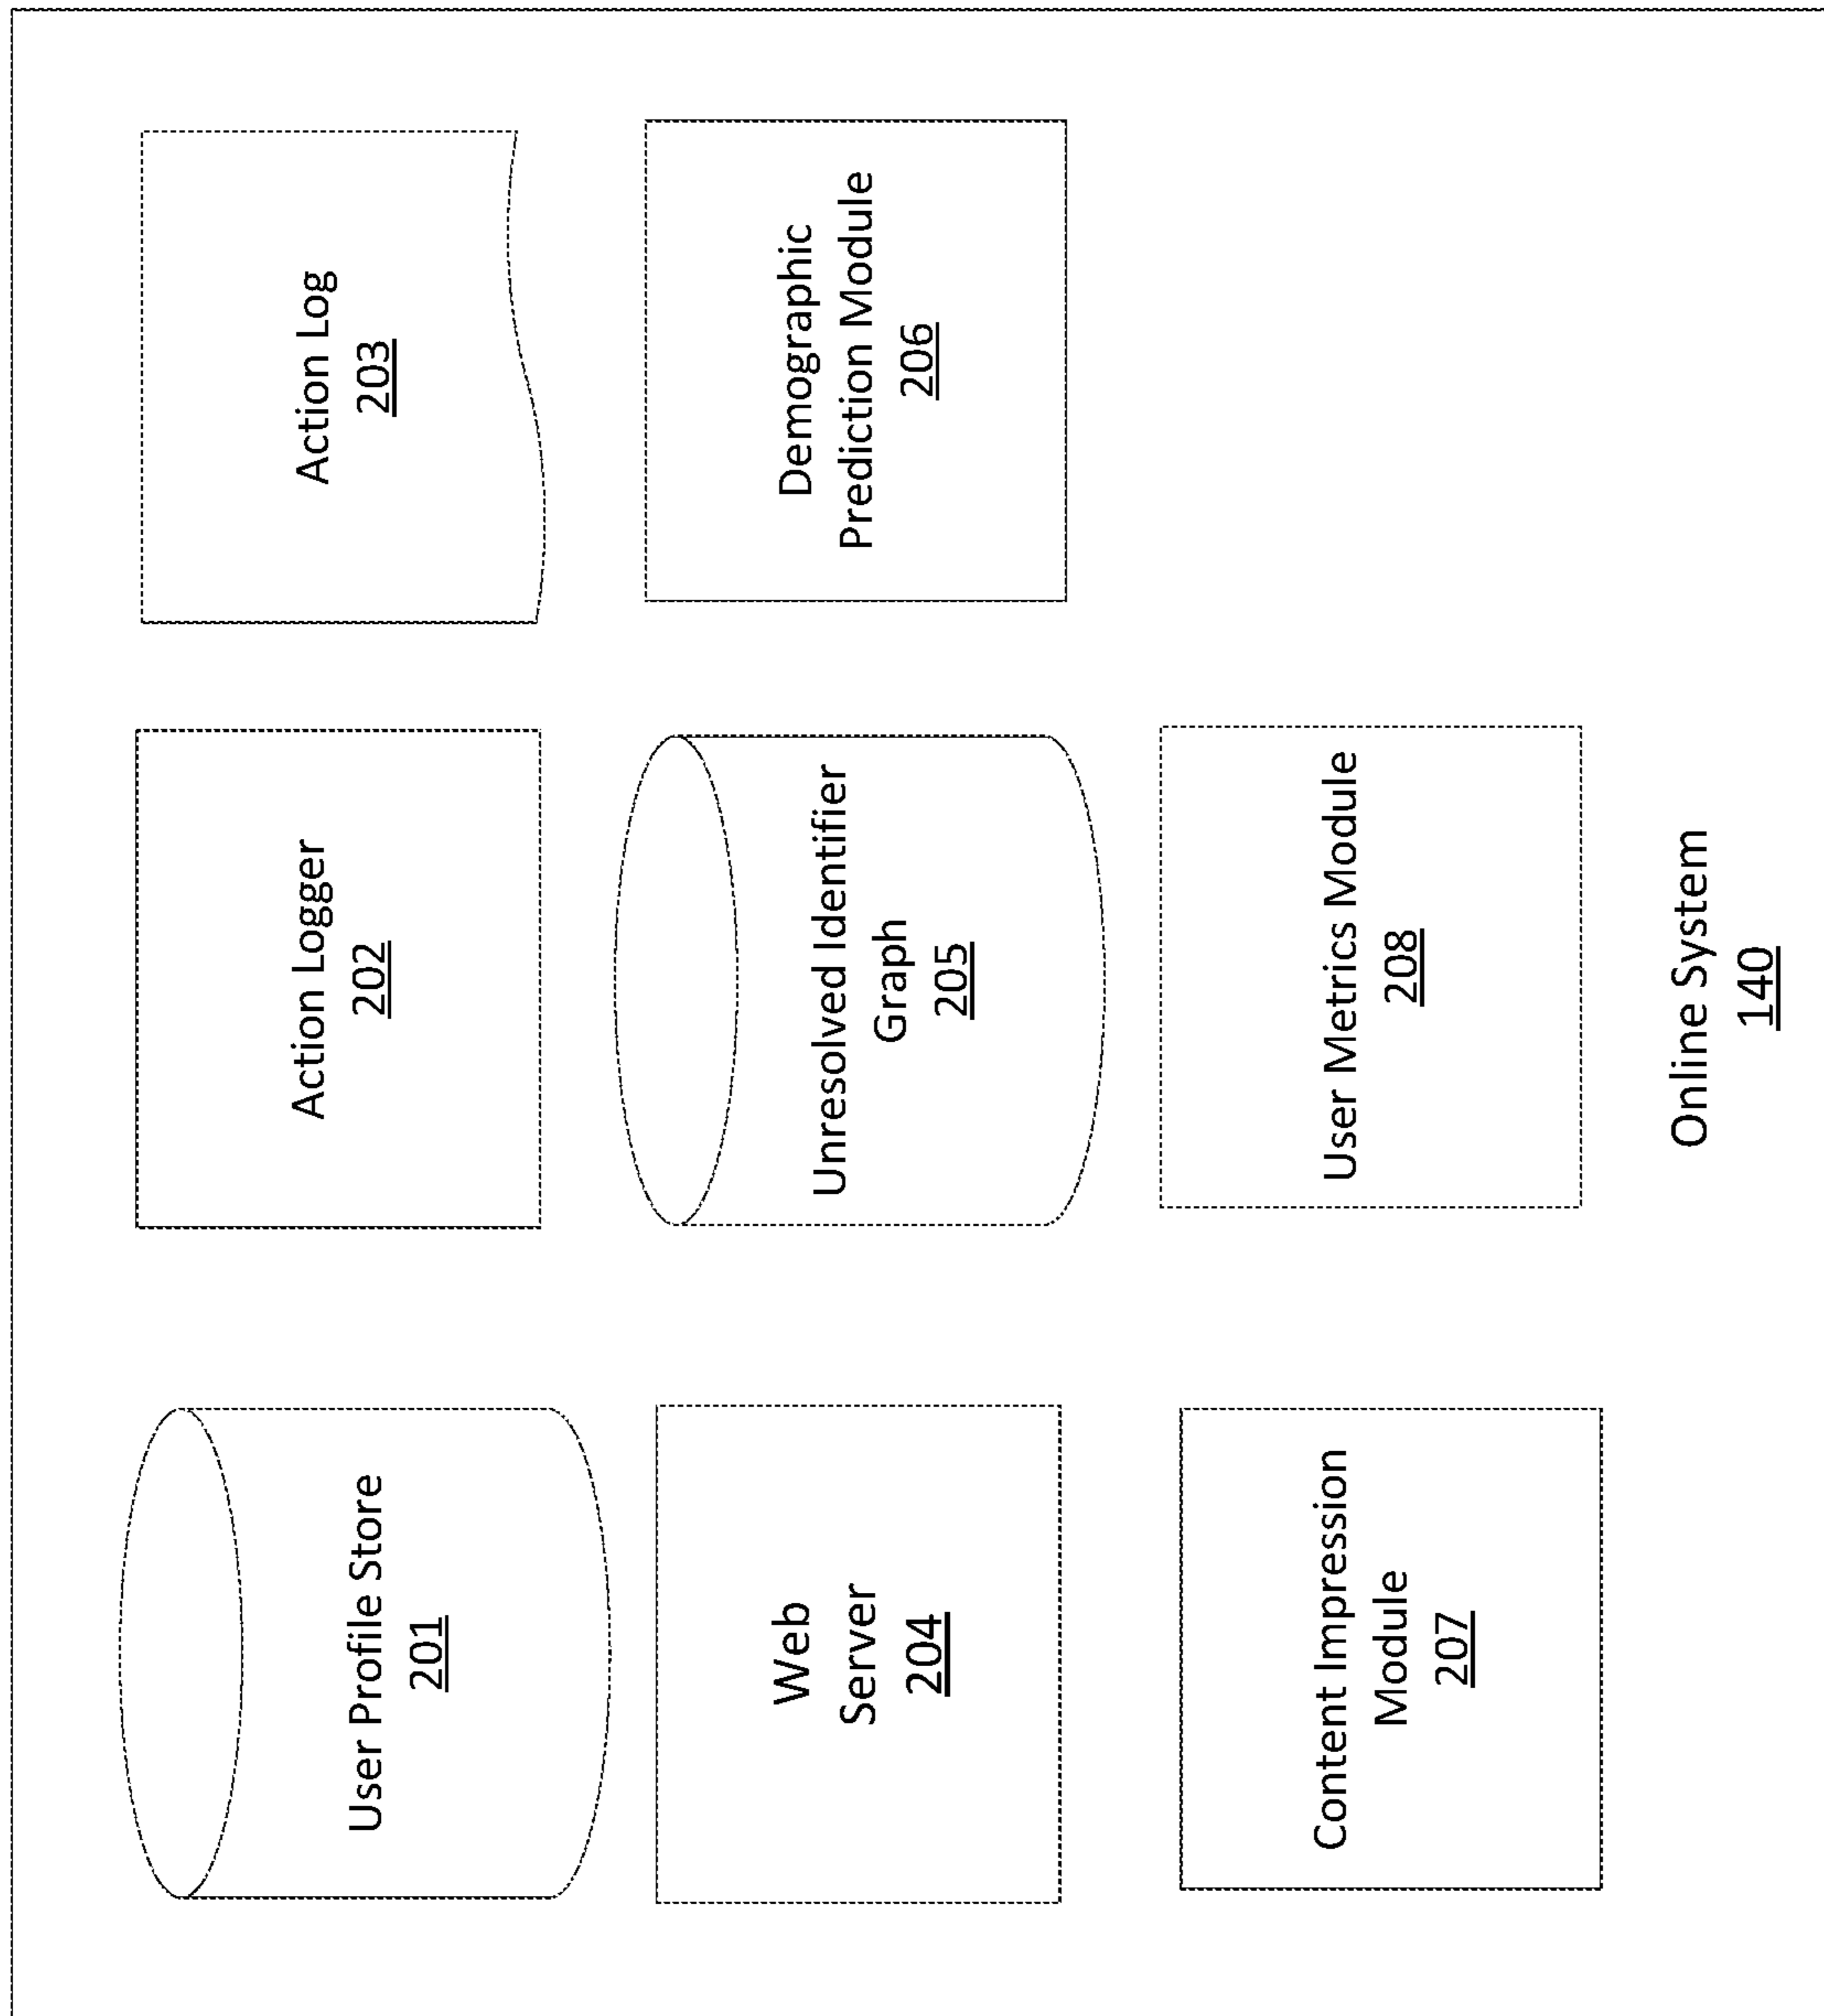 User Profile Store
201
Action Logger
202
Action Log
203
Web
Server
204
Unresolved Identifier
Graph
205
Demographic
Prediction Module
206
Content Impression
Module
207
User Metrics Module
208
Online System
140